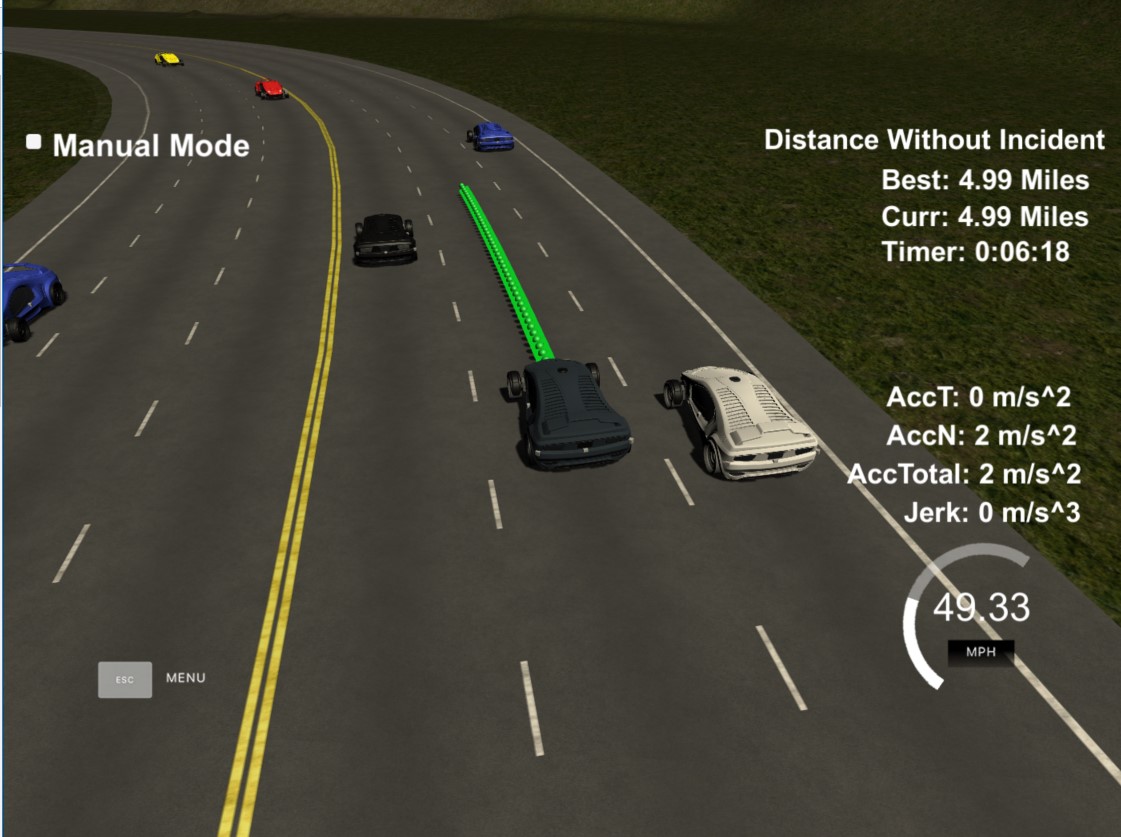 Manual Mode
Distance Without Incident
Best: 4.99 Miles
Curr: 4.99 Miles
Timer: 0:06:18
AccT: 0 m/s^2
AccN: 2 m/s^2
AccTotal: 2 m/s^2
Jerk: 0 m/s^3
49.33
MPH
ESC MENU